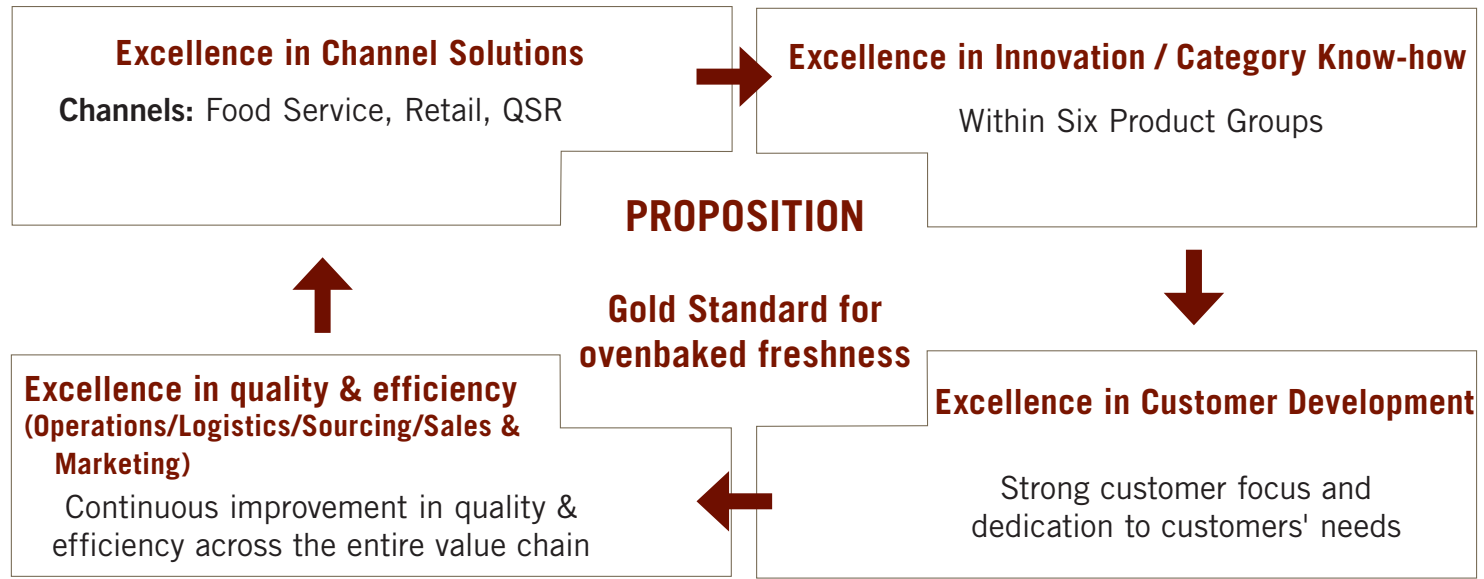 Excellence in Channel Solutions
Channels: Food Service, Retail, QSR
Excellence in Innovation / Category Know-how
Within Six Product Groups
PROPOSITION
Gold Standard for
ovenbaked freshness
Excellence in quality & efficiency
(Operations/Logistics/Sourcing/Sales &
Marketing)
Continuous improvement in quality &
efficiency across the entire value chain
Excellence in Customer Development
Strong customer focus and
dedication to customers' needs